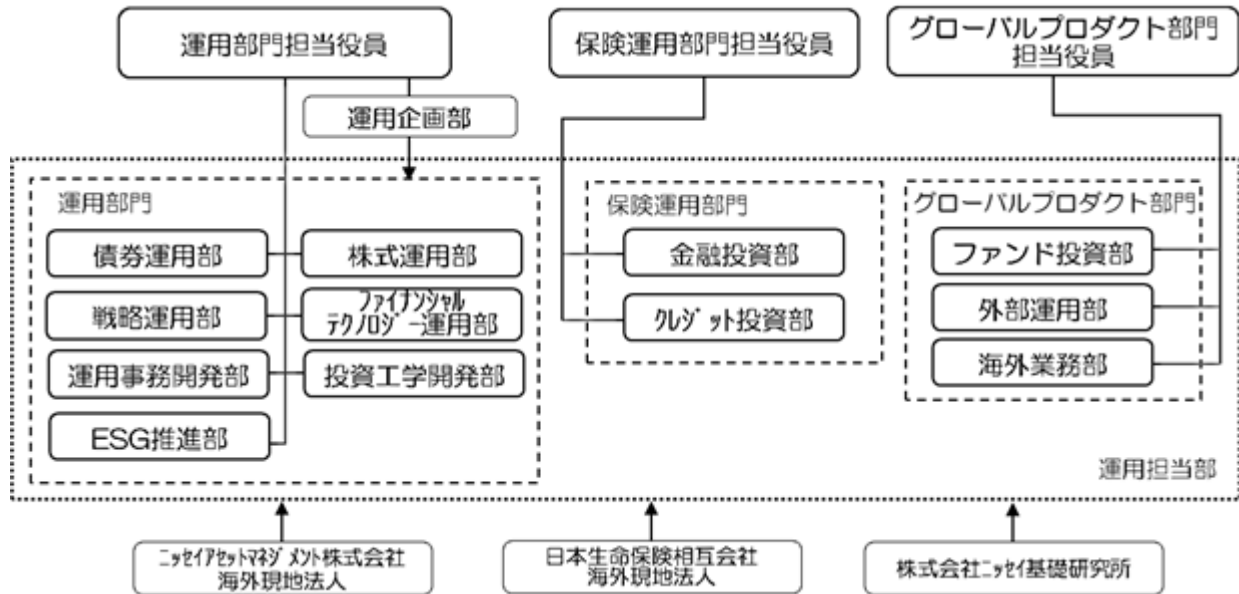 運用部門担当役員
保険運用部門担当役員
グローバルプロダクト部門
担当役員
運用企画部
運用部門
債券運用部
株式運用部
戦略運用部
ファイナンシャル
テクノロジー運用部
運用事務開発部
投資工学開発部
ESG推進部
保険運用部門
金融投資部
クレジット投資部
グローバルプロダクト部門
ファンド投資部
外部運用部
海外業務部
運用担当部
ニッセイアセットマネジメント株式会社
海外現地法人
日本生命保険相互会社
海外現地法人
株式会社ニッセイ基礎研究所